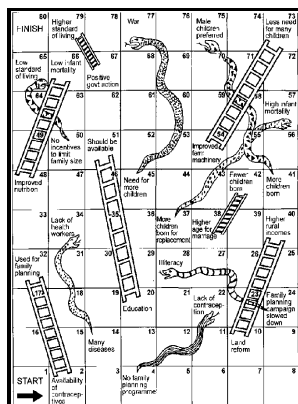 80 79 78 77 76 75 74 73
FINISH
Higher
standard
of living
War
Male
children
preferred
Less need
for many
children
65 66 67 68 69 70 71 72
Low
standard
of living
Low infant
mortality
Positive
govt action
64 63 62 61 60 59 58 57
High infant
mortality
49 50 51 52 53 54 55 56
No
incentives
to limit
family size
Should be
available
Improved
farm
machinery
48 47 46 45 44 43 42 41
Improved
nutrition
Need for
more
children
Fewer
children
born
More
children
born
33 34 35 36 37 38 39 40
Lack of
health
workers
More
children
born for
replacement
Higher
age for
marriage
Higher
rural
incomes
32 31 30 29 28 27 26 25
Used for
family
planning
Illiteracy
17 18 19 20 21 22 23 24
Education
Lack of
contracep-
tion
Family
planning
campaign
slowed
down
16 15 14 13 12 11 10 9
Many
diseases
Land
reform
1 2 3 4 5 6 7 8
START
Availability
of
contracep-
tives
No family
planning
programme